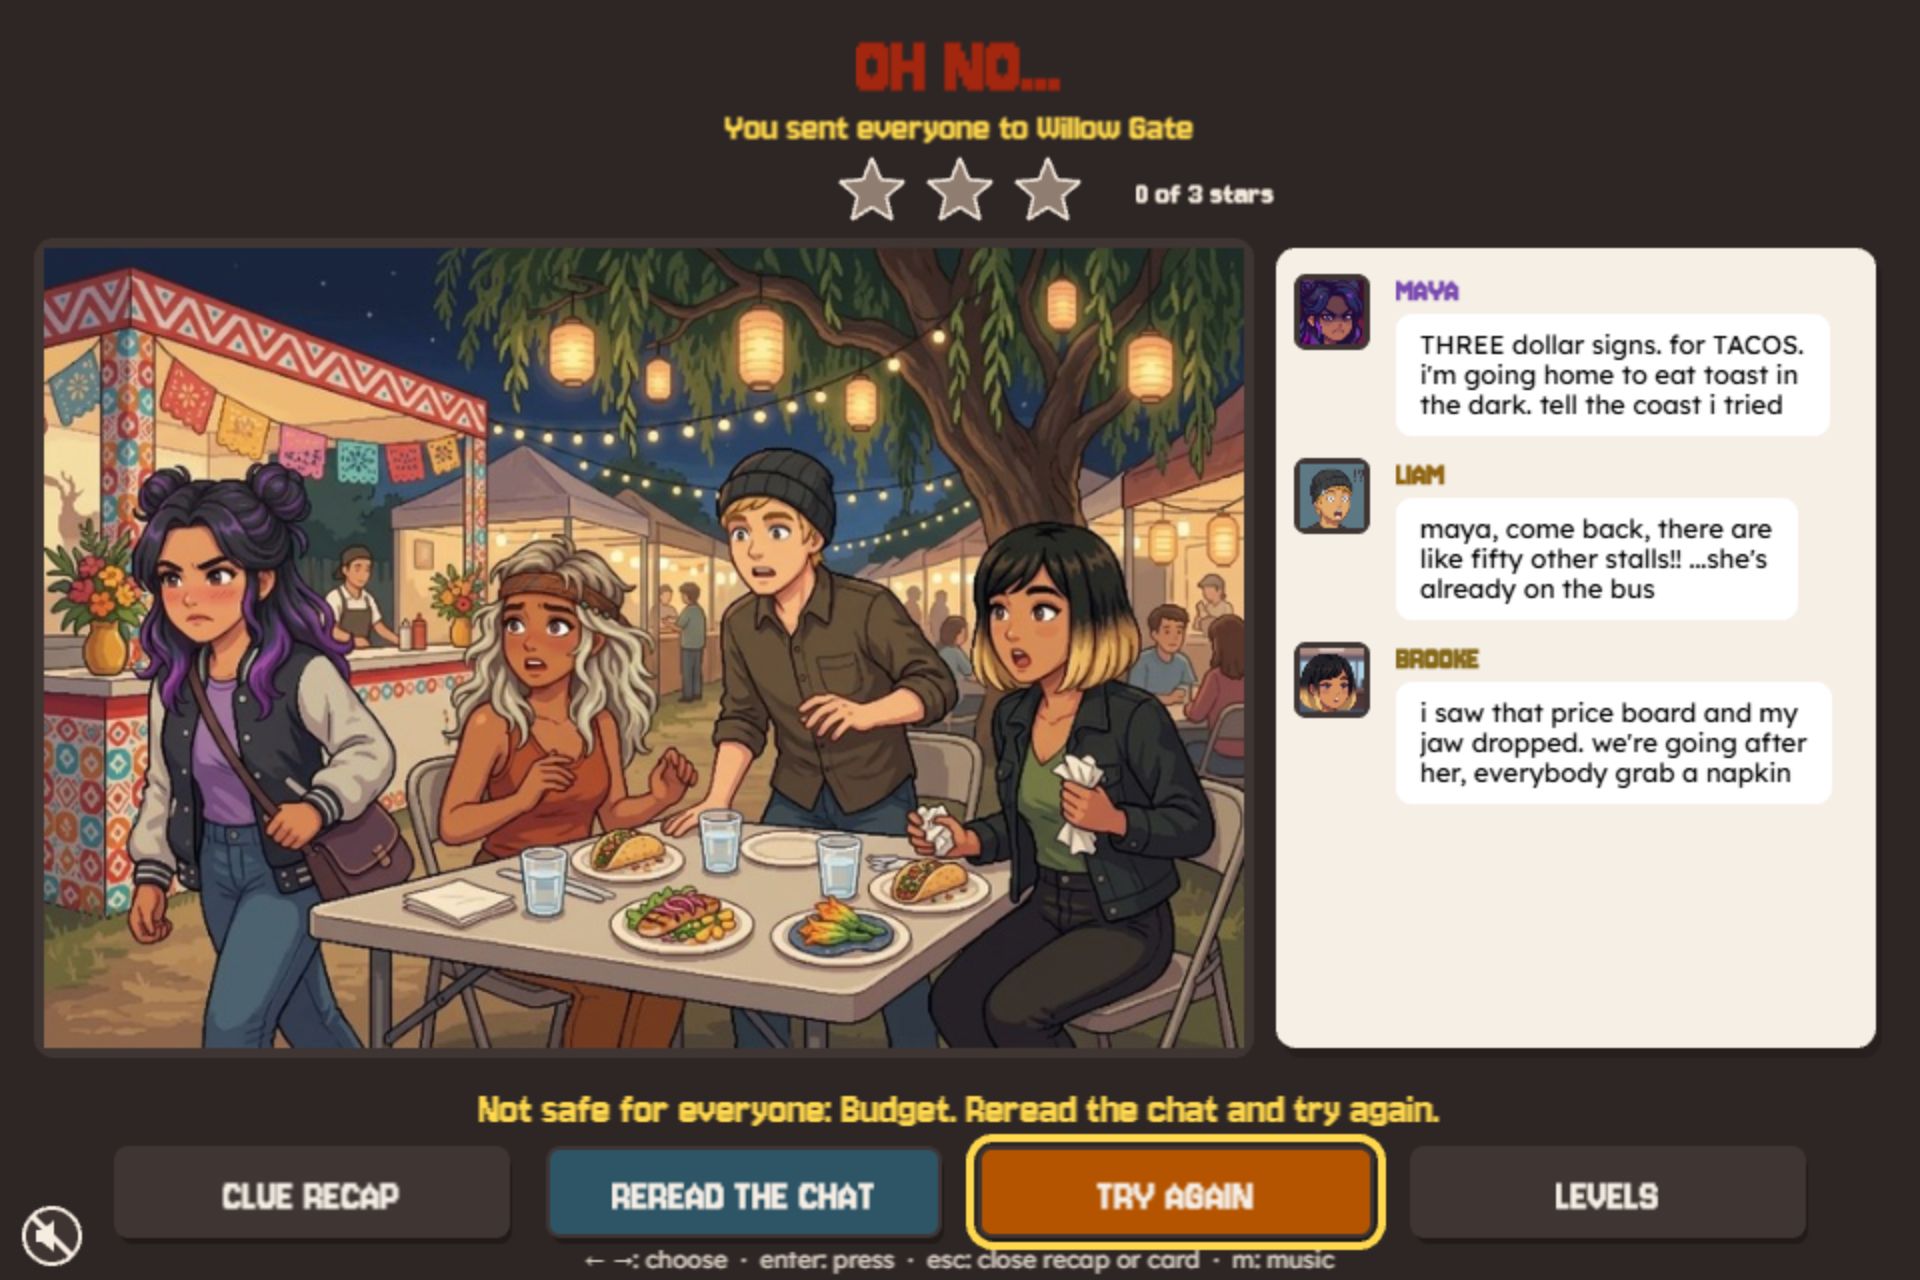 OH NO...
You sent everyone to Willow Gate
0 of 3 stars
MAYA
THREE dollar signs. for TACOS.
i'm going home to eat toast in
the dark. tell the coast i tried
LIAM
maya, come back, there are
like fifty other stalls!! ...she's
already on the bus
BROOKE
i saw that price board and my
jaw dropped. we're going after
her, everybody grab a napkin
Not safe for everyone: Budget. Reread the chat and try again.
CLUE RECAP
REREAD THE CHAT
TRY AGAIN
LEVELS
← →: choose · enter: press · esc: close recap or card · m: music